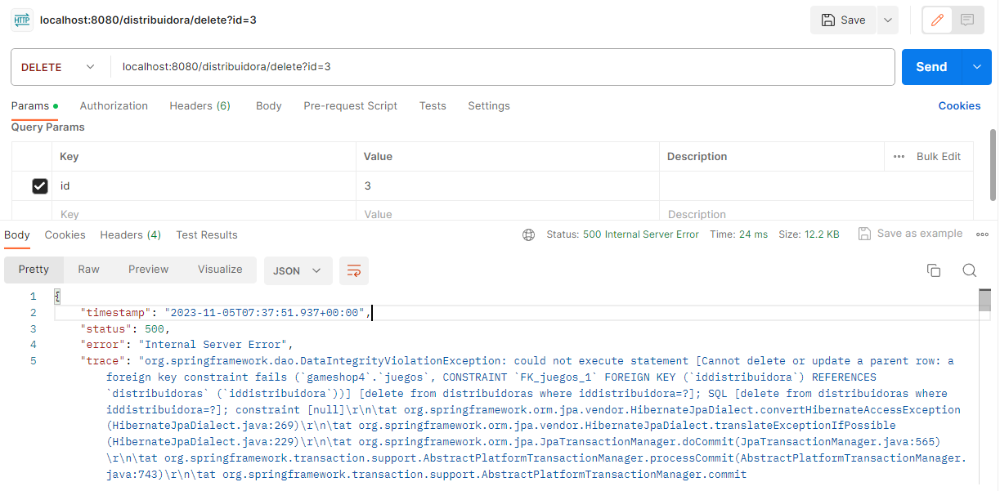 HTTP localhost:8080/distribuidora/delete?id=3 Save
DELETE localhost:8080/distribuidora/delete?id=3 Send
Params Authorization Headers (6) Body Pre-request Script Tests Settings Cookies
Query Params
Key Value Description Bulk Edit
id 3
Key Value Description
Body Cookies Headers (4) Test Results Status: 500 Internal Server Error Time: 24 ms Size: 12.2 KB Save as example
Pretty Raw Preview Visualize JSON
1 {
2 "timestamp": "2023-11-05T07:37:51.937+00:00",
3 "status": 500,
4 "error": "Internal Server Error",
5 "trace": "org.springframework.dao.DataIntegrityViolationException: could not execute statement [Cannot delete or update a parent row: a
foreign key constraint fails (`gameshop4`.`juegos`, CONSTRAINT `FK_juegos_1` FOREIGN KEY (`iddistribuidora`) REFERENCES
`distribuidoras` (`iddistribuidora`))] [delete from distribuidoras where iddistribuidora=?]; SQL [delete from distribuidoras where
iddistribuidora=?]; constraint [null]\r\n\tat org.springframework.orm.jpa.vendor.HibernateJpaDialect.convertHibernateAccessException
(HibernateJpaDialect.java:269)\r\n\tat org.springframework.orm.jpa.vendor.HibernateJpaDialect.translateExceptionIfPossible
(HibernateJpaDialect.java:229)\r\n\tat org.springframework.orm.jpa.JpaTransactionManager.doCommit(JpaTransactionManager.java:565)
\r\n\tat org.springframework.transaction.support.AbstractPlatformTransactionManager.processCommit(AbstractPlatformTransactionManager.
java:743)\r\n\tat org.springframework.transaction.support.AbstractPlatformTransactionManager.commit